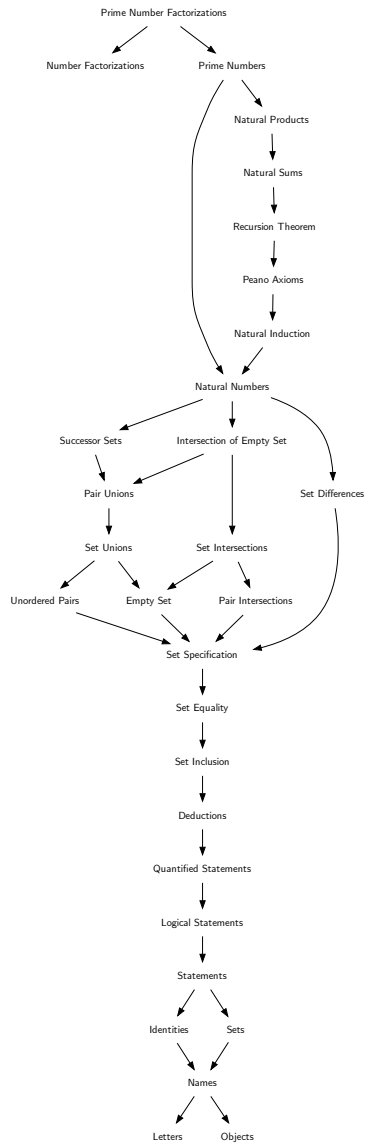 Prime Number Factorizations
Number Factorizations
Prime Numbers
Natural Products
Natural Sums
Recursion Theorem
Peano Axioms
Natural Induction
Natural Numbers
Successor Sets
Intersection of Empty Set
Pair Unions
Set Differences
Set Unions
Set Intersections
Unordered Pairs
Empty Set
Pair Intersections
Set Specification
Set Equality
Set Inclusion
Deductions
Quantified Statements
Logical Statements
Statements
Identities
Sets
Names
Letters
Objects